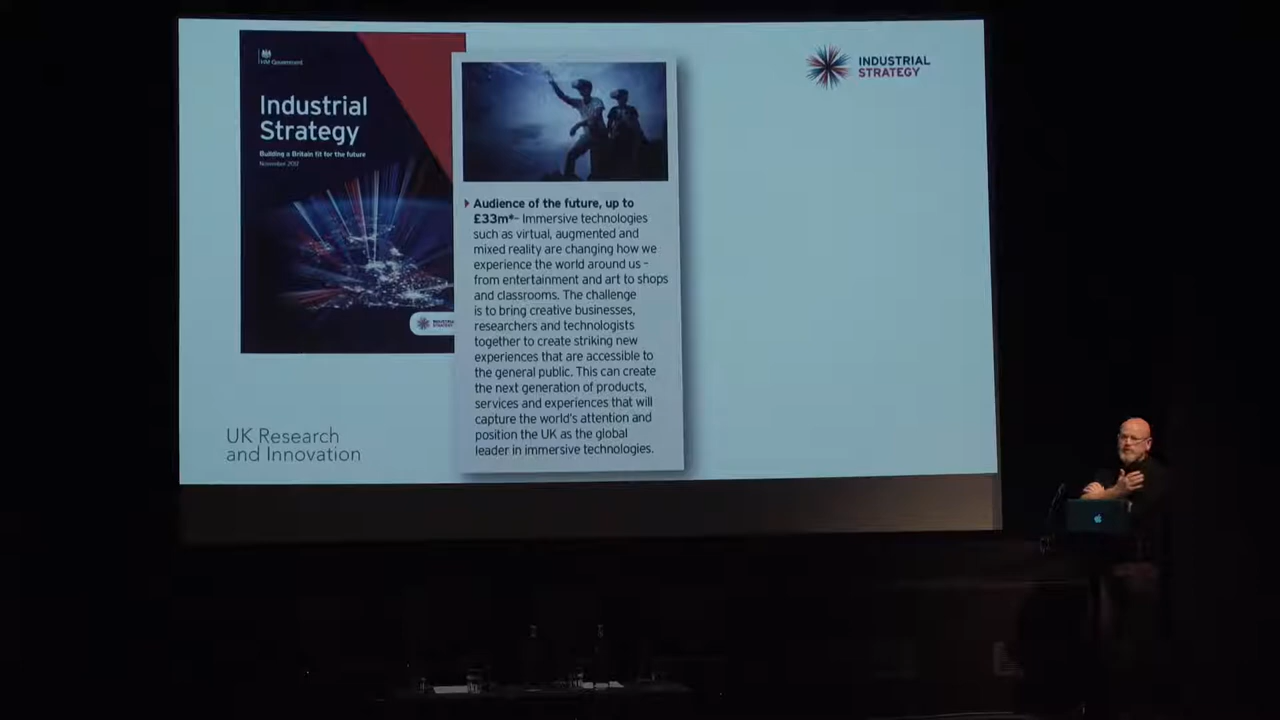 HM Government
Industrial
Strategy
Building a Britain fit for the future
November 2017
INDUSTRIAL
STRATEGY
Audience of the future, up to
£33m*– Immersive technologies
such as virtual, augmented and
mixed reality are changing how we
experience the world around us –
from entertainment and art to shops
and classrooms. The challenge
is to bring creative businesses,
researchers and technologists
together to create striking new
experiences that are accessible to
the general public. This can create
the next generation of products,
services and experiences that will
capture the world's attention and
position the UK as the global
leader in immersive technologies.
INDUSTRIAL
STRATEGY
UK Research
and Innovation